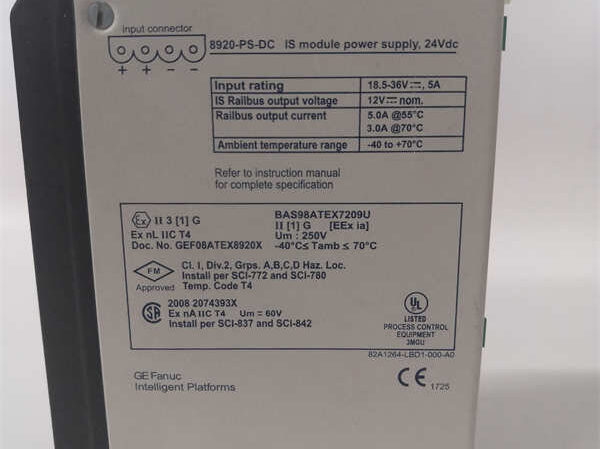 input connector
8920-PS-DC IS module power supply, 24Vdc
+ + − −
Input rating 18.5-36V⎓, 5A
IS Railbus output voltage 12V⎓ nom.
Railbus output current 5.0A @55°C
3.0A @70°C
Ambient temperature range -40 to +70°C
Refer to instruction manual
for complete specification
Ex II 3 [1] G BAS98ATEX7209U
Ex nL IIC T4 II [1] G [EEx ia]
Doc. No. GEF08ATEX8920X Um : 250V
-40°C≤ Tamb ≤ 70°C
FM Cl. I, Div.2, Grps. A,B,C,D Haz. Loc.
Install per SCI-772 and SCI-780
Approved Temp. Code T4
SA 2008 2074393X
Ex nA IIC T4 Um = 60V
Install per SCI-837 and SCI-842
UL
LISTED
PROCESS CONTROL
EQUIPMENT
3MGU
82A1264-LBD1-000-A0
GE Fanuc
Intelligent Platforms
CE 1725